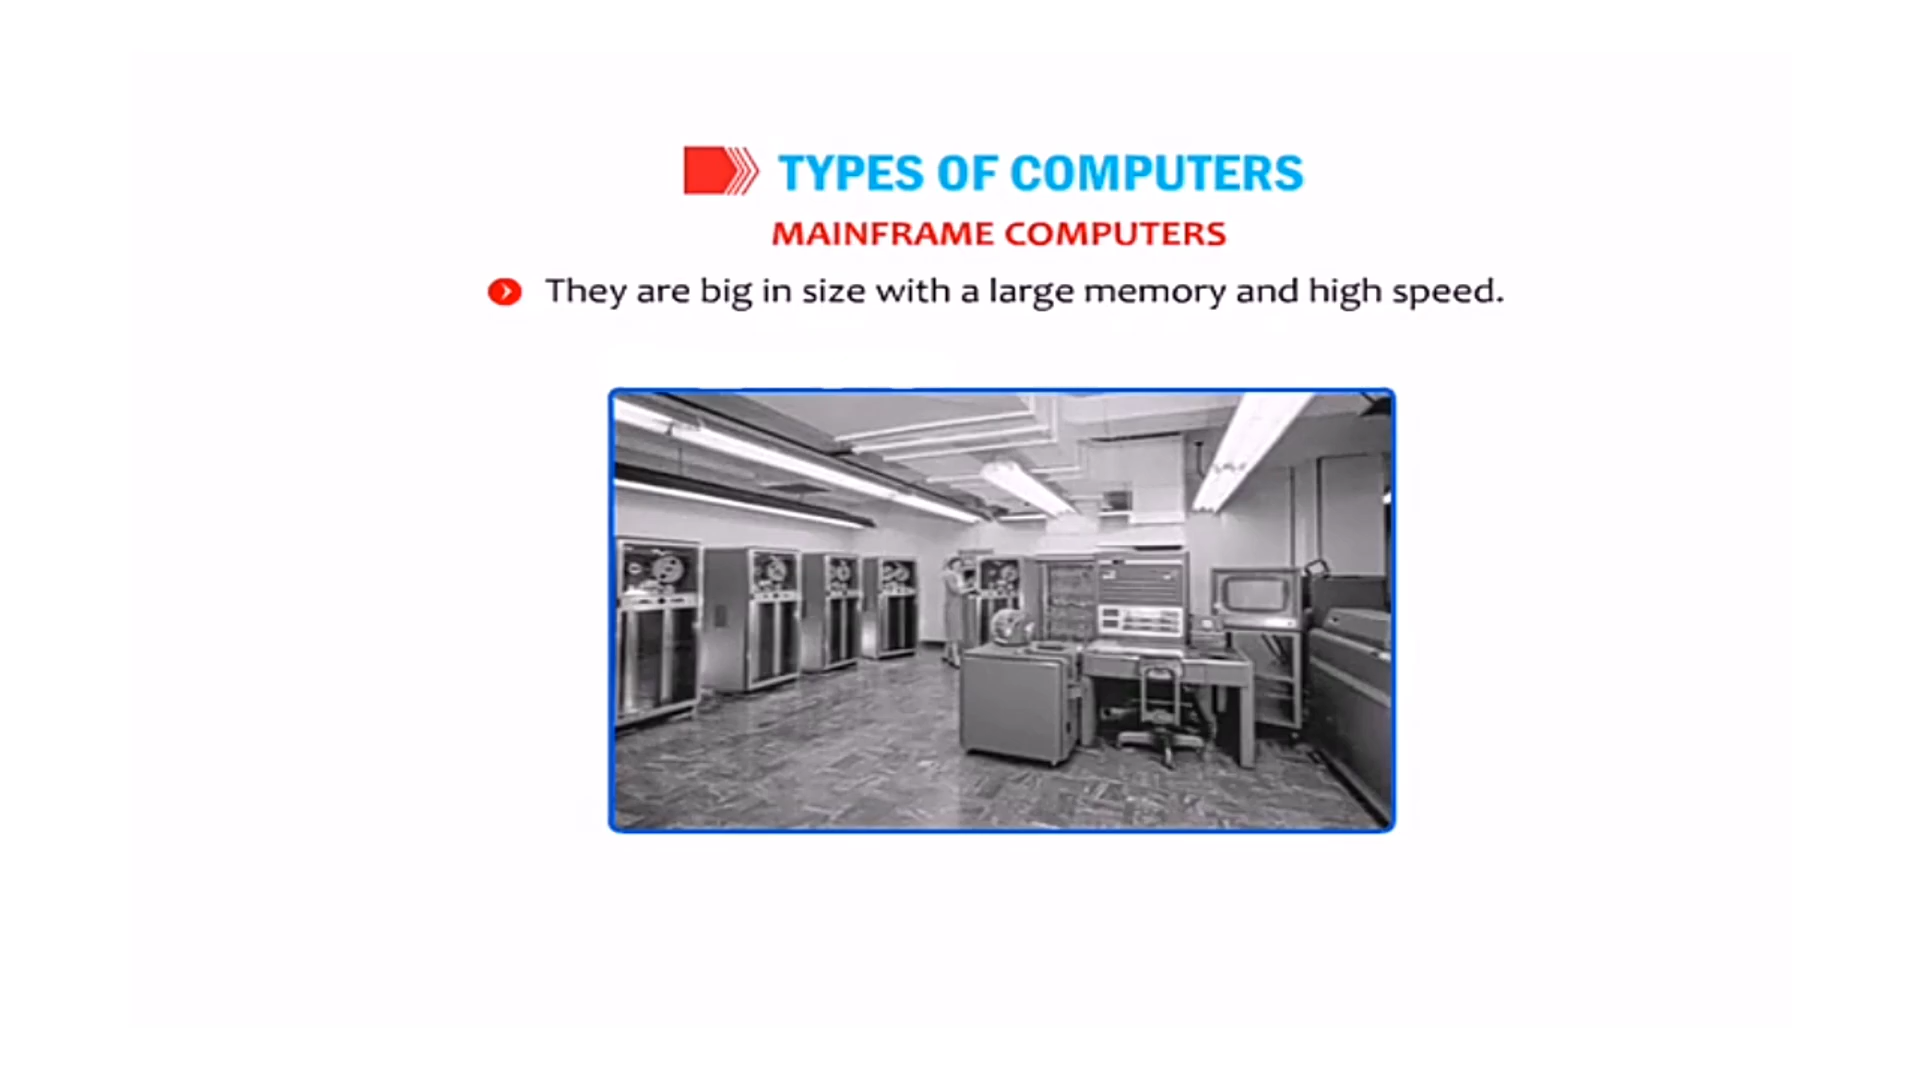 TYPES OF COMPUTERS
MAINFRAME COMPUTERS
They are big in size with a large memory and high speed.